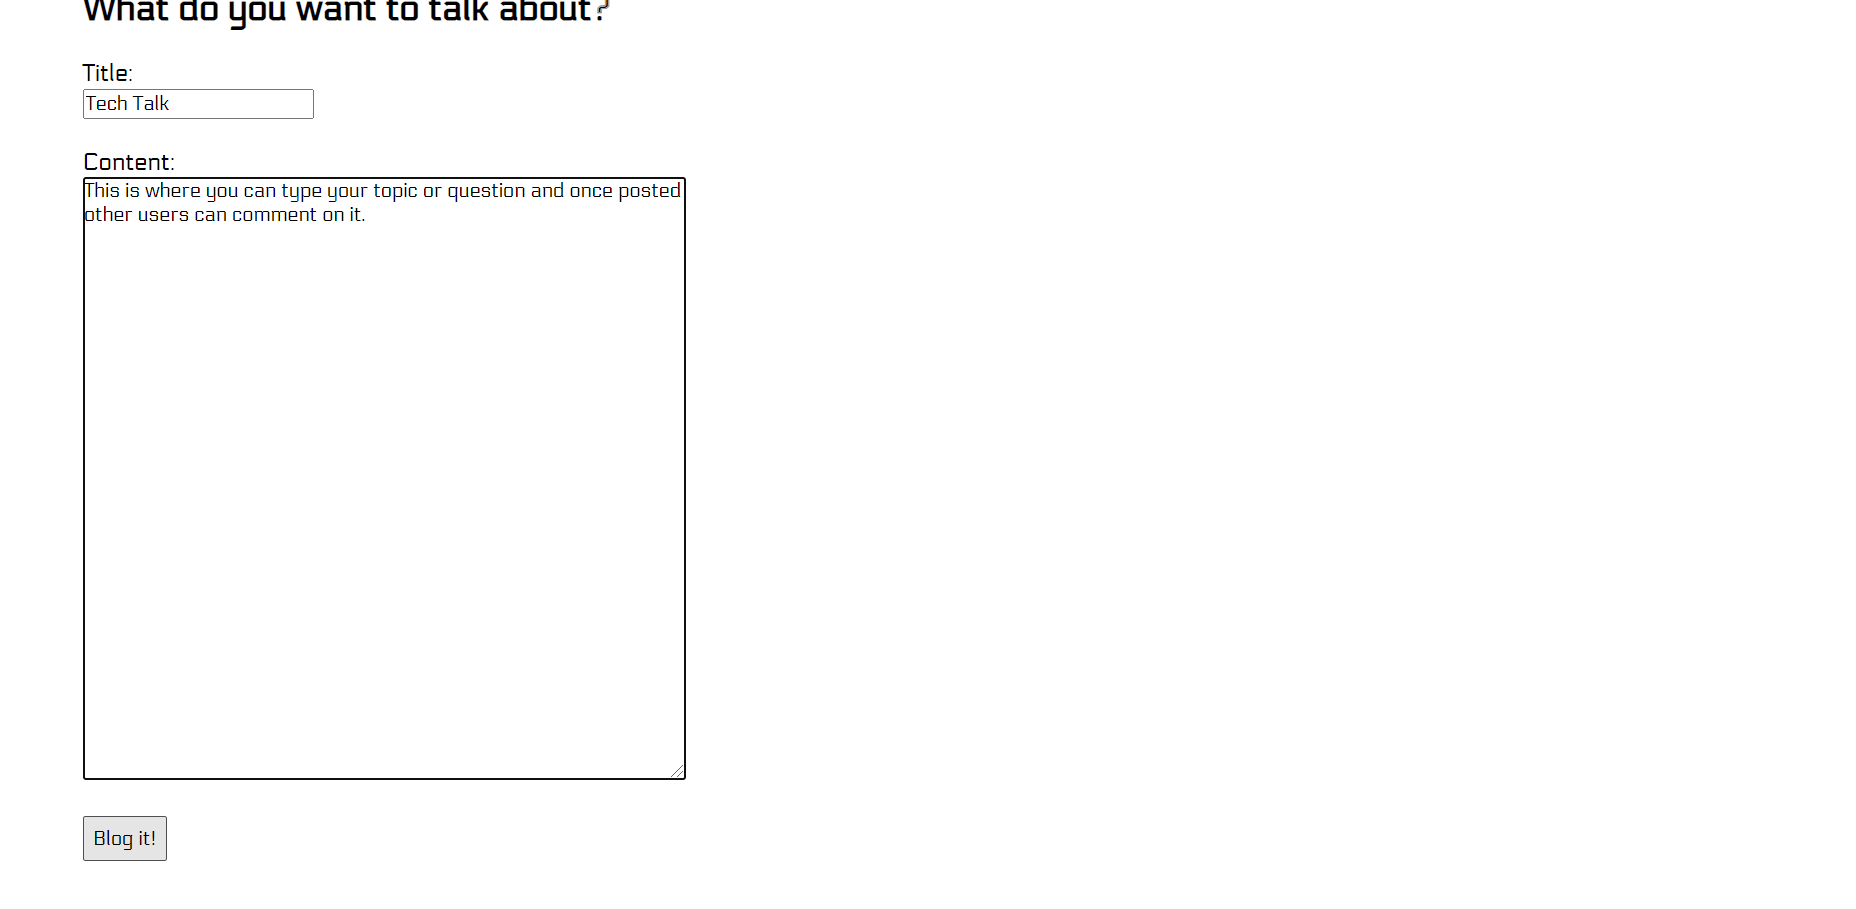 What do you want to talk about?
Title:
Tech Talk
Content:
This is where you can type your topic or question and once posted
other users can comment on it.
Blog it!